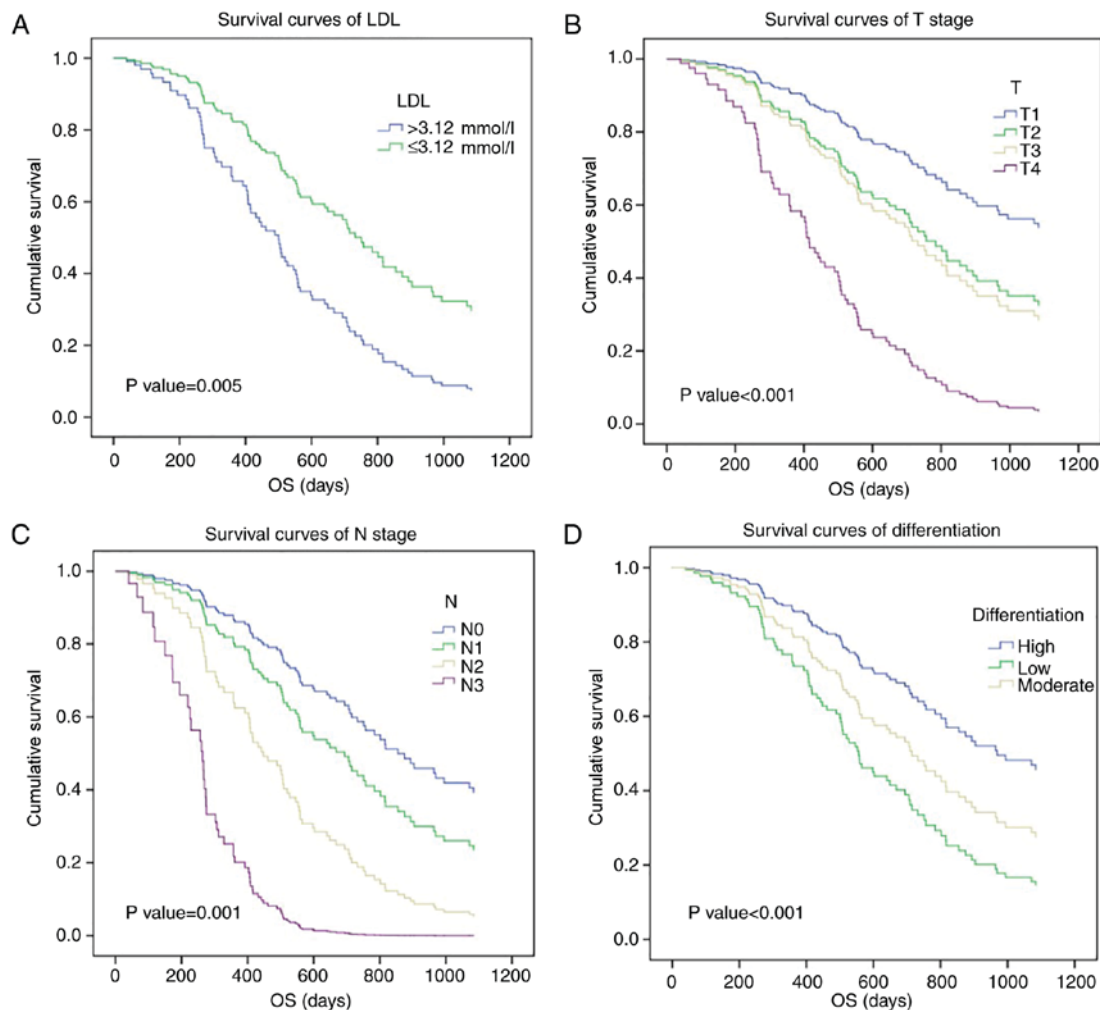 A
Survival curves of LDL
Cumulative survival
1.0
0.8
0.6
0.4
0.2
0.0
LDL
>3.12 mmol/l
≤3.12 mmol/l
P value=0.005
0 200 400 600 800 1000 1200
OS (days)
B
Survival curves of T stage
Cumulative survival
1.0
0.8
0.6
0.4
0.2
0.0
T
T1
T2
T3
T4
P value<0.001
0 200 400 600 800 1000 1200
OS (days)
C
Survival curves of N stage
Cumulative survival
1.0
0.8
0.6
0.4
0.2
0.0
N
N0
N1
N2
N3
P value=0.001
0 200 400 600 800 1000 1200
OS (days)
D
Survival curves of differentiation
Cumulative survival
1.0
0.8
0.6
0.4
0.2
0.0
Differentiation
High
Low
Moderate
P value<0.001
0 200 400 600 800 1000 1200
OS (days)